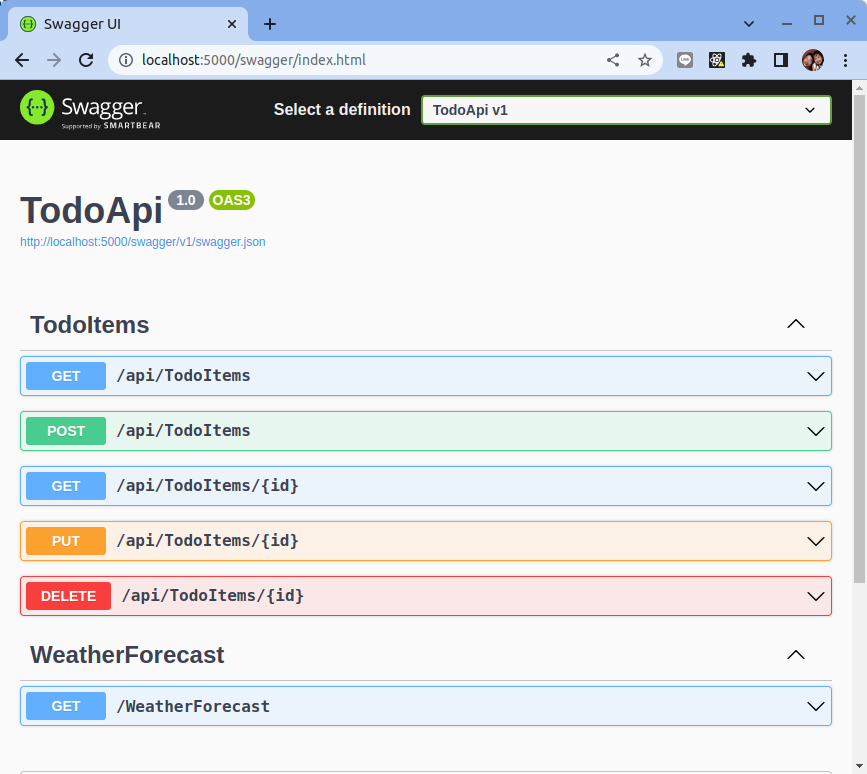 Swagger UI
localhost:5000/swagger/index.html
Swagger
Supported by SMARTBEAR
Select a definition
TodoApi v1
TodoApi 1.0 OAS3
http://localhost:5000/swagger/v1/swagger.json
TodoItems
GET /api/TodoItems
POST /api/TodoItems
GET /api/TodoItems/{id}
PUT /api/TodoItems/{id}
DELETE /api/TodoItems/{id}
WeatherForecast
GET /WeatherForecast